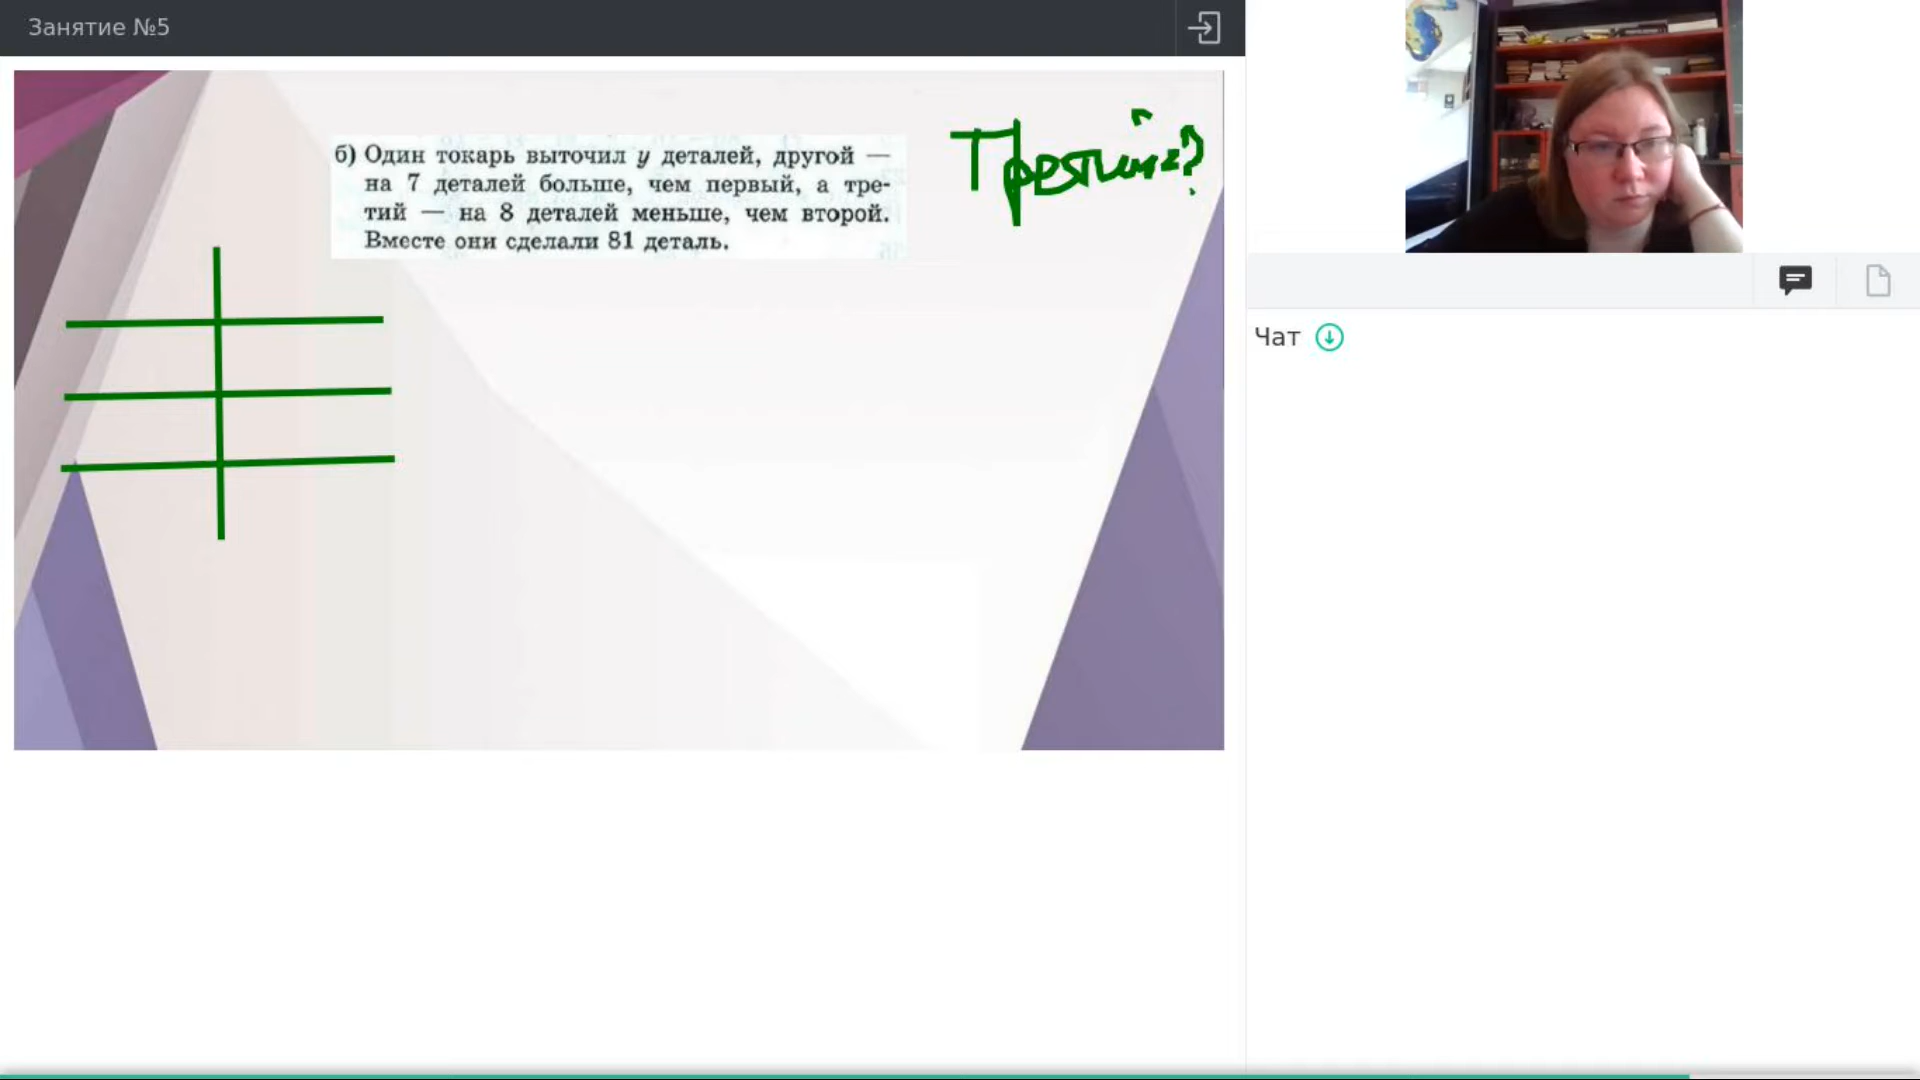 Занятие №5
б) Один токарь выточил y деталей, другой —
на 7 деталей больше, чем первый, а тре-
тий — на 8 деталей меньше, чем второй.
Вместе они сделали 81 деталь.
Чат